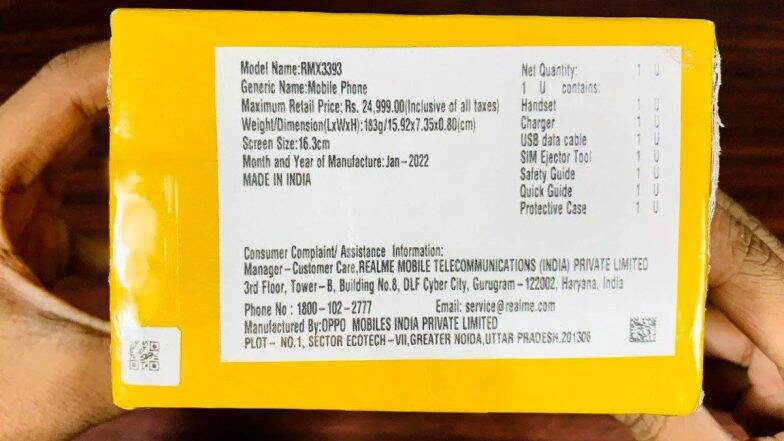 Model Name:RMX3393
Generic Name:Mobile Phone
Maximum Retail Price: Rs. 24,999.00(Inclusive of all taxes)
Weight/Dimension(LxWxH):183g/15.92x7.35x0.80(cm)
Screen Size:16.3cm
Month and Year of Manufacture:Jan-2022
MADE IN INDIA
Net Quantity: 1 U
1 U contains:
Handset 1 U
Charger 1 U
USB data cable 1 U
SIM Ejector Tool 1 U
Safety Guide 1 U
Quick Guide 1 U
Protective Case 1 U
Consumer Complaint/ Assistance Information:
Manager-Customer Care,REALME MOBILE TELECOMMUNICATIONS (INDIA) PRIVATE LIMITED
3rd Floor, Tower-B, Building No.8, DLF Cyber City, Gurugram-122002, Haryana, India
Phone No : 1800-102-2777 Email: service@realme.com
Manufactured By:OPPO MOBILES INDIA PRIVATE LIMITED
PLOT- NO.1, SECTOR ECOTECH-VII,GREATER NOIDA,UTTAR PRADESH,201306